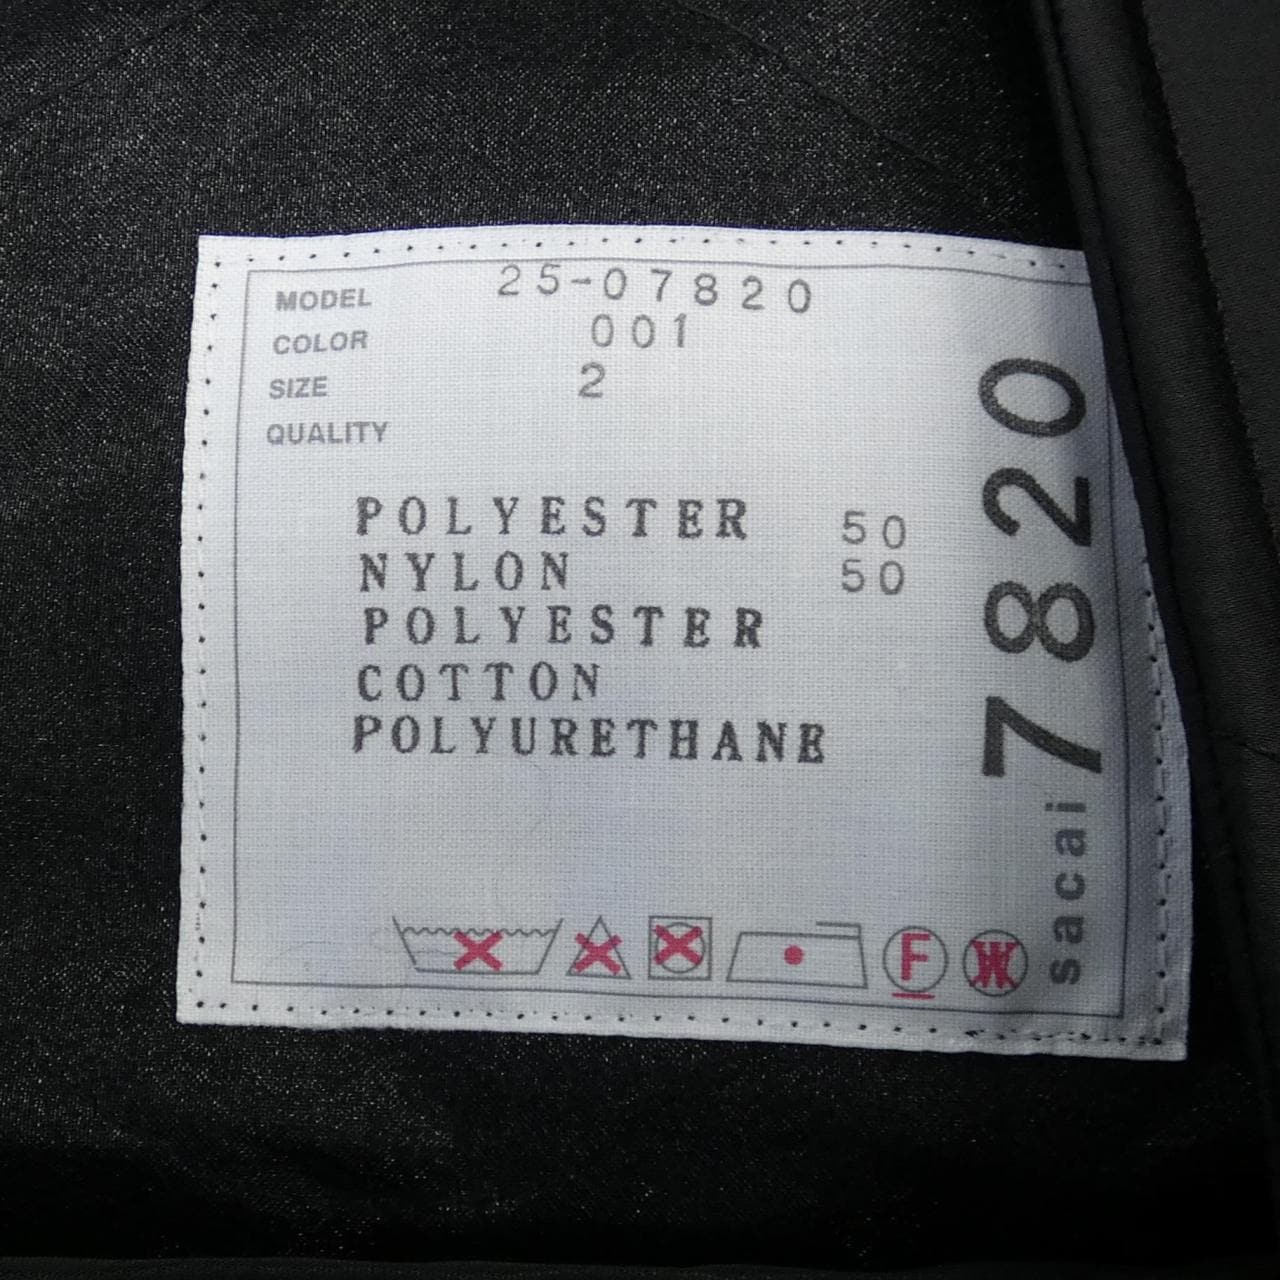 MODEL 25-07820
COLOR 001
SIZE 2
QUALITY
POLYESTER 50
NYLON 50
POLYESTER
COTTON
POLYURETHANE
F
W
sacai 7820